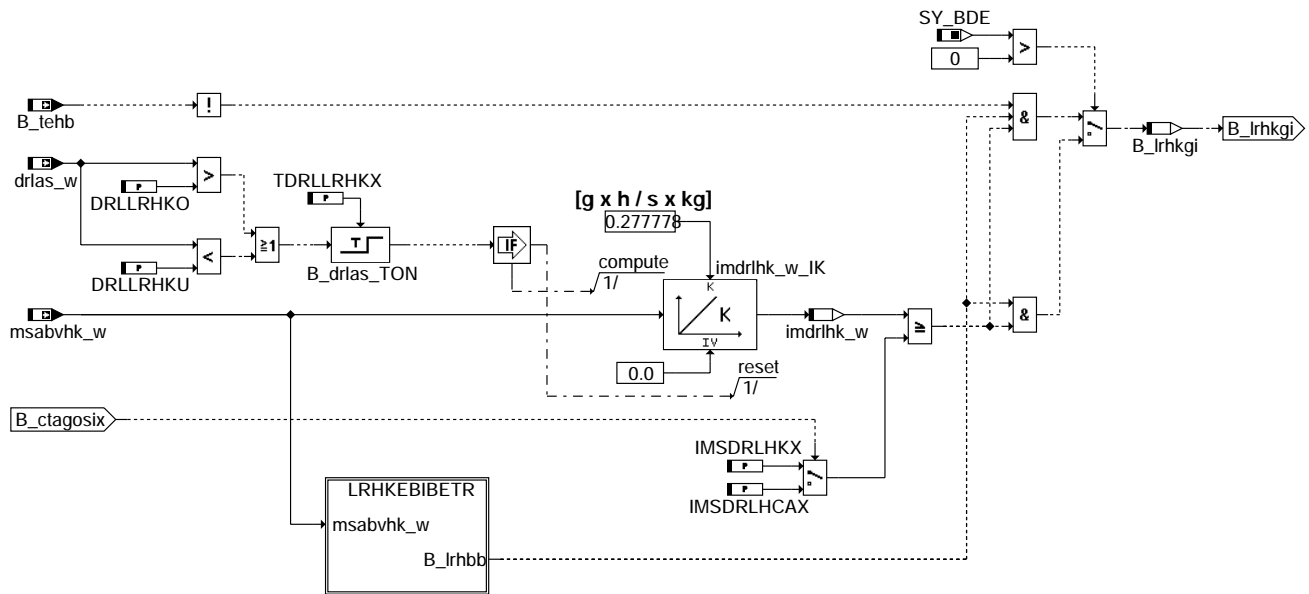 SY_BDE
>
0
!
&
B_tehb
B_lrhkgi
B_lrhkgi
drlas_w
>
DRLLRHKO
TDRLLRHKX
P
P
[g x h / s x kg]
0.277778
≥1
T
IF
B_drlas_TON
<
DRLLRHKU
P
compute
1/
imdrlhk_w_IK
K
K
IV
msabvhk_w
imdrlhk_w
≥
&
0.0
reset
1/
B_ctagosix
IMSDRLHKX
P
IMSDRLHCAX
P
LRHKEBIBETR
msabvhk_w
B_lrhbb